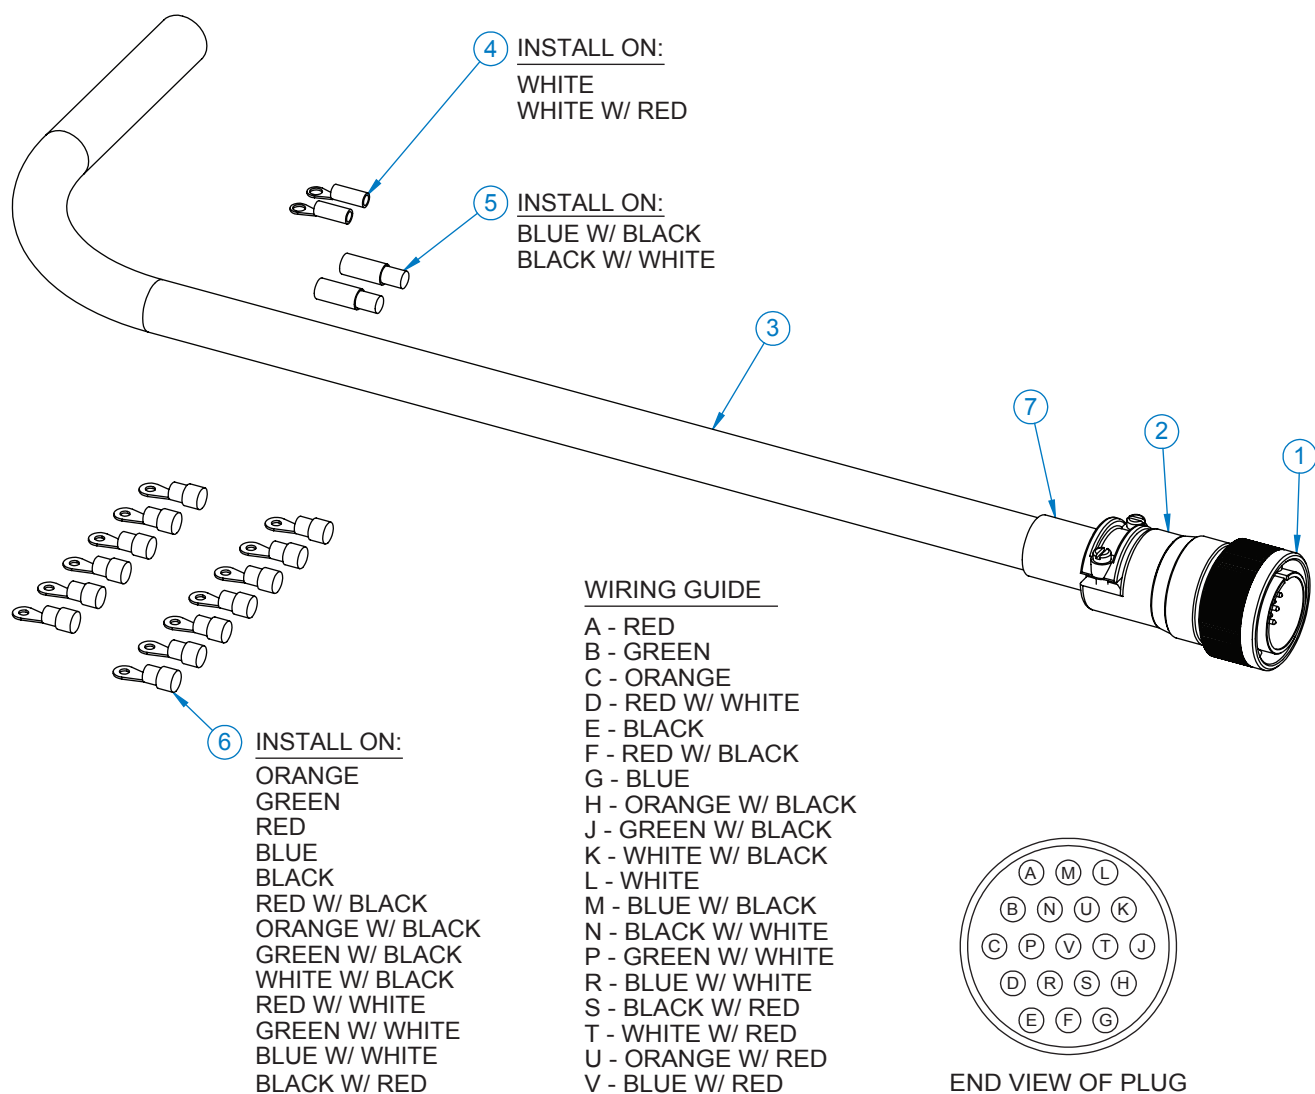 4 INSTALL ON:
WHITE
WHITE W/ RED
5 INSTALL ON:
BLUE W/ BLACK
BLACK W/ WHITE
3
7
2
1
6 INSTALL ON:
ORANGE
GREEN
RED
BLUE
BLACK
RED W/ BLACK
ORANGE W/ BLACK
GREEN W/ BLACK
WHITE W/ BLACK
RED W/ WHITE
GREEN W/ WHITE
BLUE W/ WHITE
BLACK W/ RED
WIRING GUIDE
A - RED
B - GREEN
C - ORANGE
D - RED W/ WHITE
E - BLACK
F - RED W/ BLACK
G - BLUE
H - ORANGE W/ BLACK
J - GREEN W/ BLACK
K - WHITE W/ BLACK
L - WHITE
M - BLUE W/ BLACK
N - BLACK W/ WHITE
P - GREEN W/ WHITE
R - BLUE W/ WHITE
S - BLACK W/ RED
T - WHITE W/ RED
U - ORANGE W/ RED
V - BLUE W/ RED
A M L
B N U K
C P V T J
D R S H
E F G
END VIEW OF PLUG